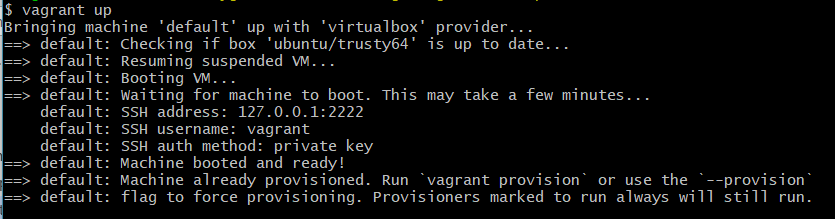 $ vagrant up
Bringing machine 'default' up with 'virtualbox' provider...
==> default: Checking if box 'ubuntu/trusty64' is up to date...
==> default: Resuming suspended VM...
==> default: Booting VM...
==> default: Waiting for machine to boot. This may take a few minutes...
    default: SSH address: 127.0.0.1:2222
    default: SSH username: vagrant
    default: SSH auth method: private key
==> default: Machine booted and ready!
==> default: Machine already provisioned. Run `vagrant provision` or use the `--provision`
==> default: flag to force provisioning. Provisioners marked to run always will still run.